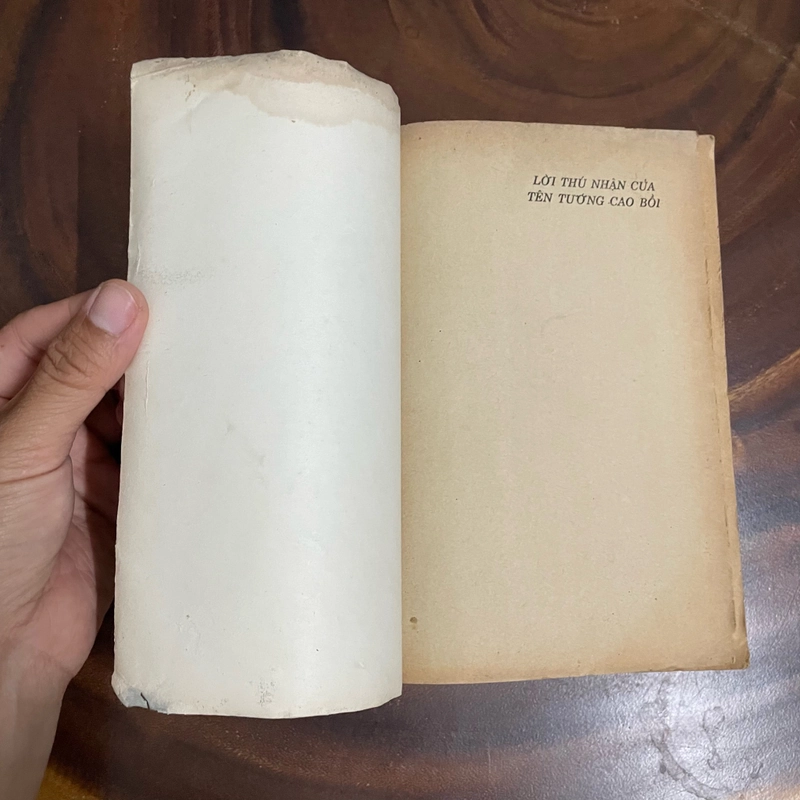 LỜI THÚ NHẬN CỦA
TÊN TƯỚNG CAO BỒI